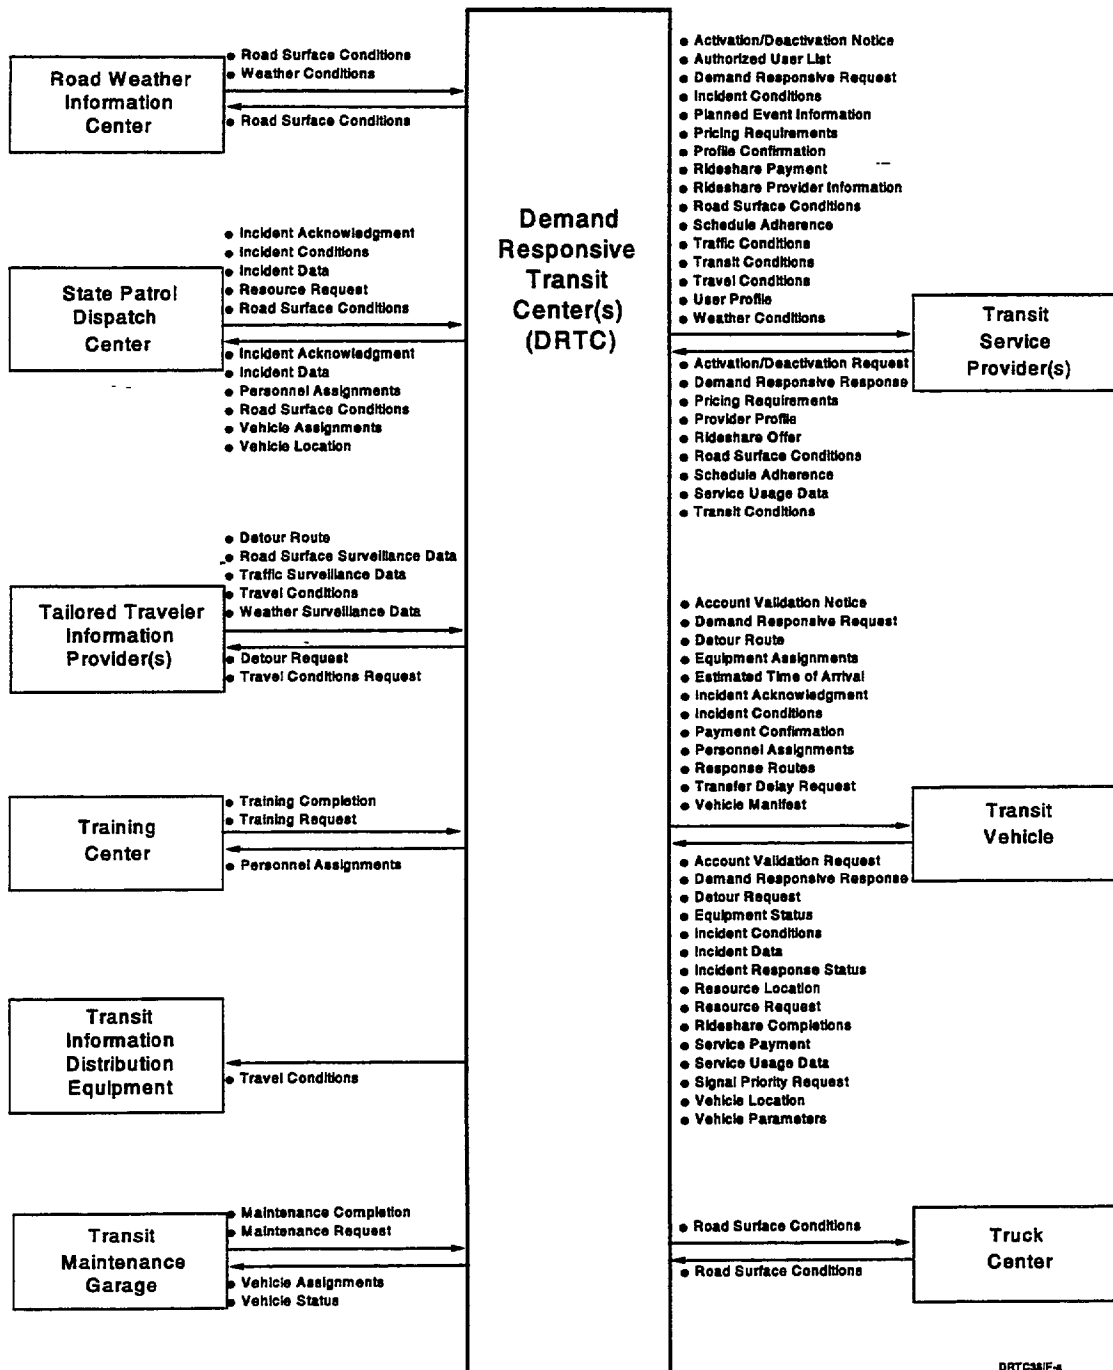 Road Weather
Information
Center
● Road Surface Conditions
● Weather Conditions
● Road Surface Conditions
State Patrol
Dispatch
Center
● Incident Acknowledgment
● Incident Conditions
● Incident Data
● Resource Request
● Road Surface Conditions
● Incident Acknowledgment
● Incident Data
● Personnel Assignments
● Road Surface Conditions
● Vehicle Assignments
● Vehicle Location
Tailored Traveler
Information
Provider(s)
● Detour Route
● Road Surface Surveillance Data
● Traffic Surveillance Data
● Travel Conditions
● Weather Surveillance Data
● Detour Request
● Travel Conditions Request
Training
Center
● Training Completion
● Training Request
● Personnel Assignments
Transit
Information
Distribution
Equipment
● Travel Conditions
Transit
Maintenance
Garage
● Maintenance Completion
● Maintenance Request
● Vehicle Assignments
● Vehicle Status
Demand
Responsive
Transit
Center(s)
(DRTC)
● Activation/Deactivation Notice
● Authorized User List
● Demand Responsive Request
● Incident Conditions
● Planned Event Information
● Pricing Requirements
● Profile Confirmation
● Rideshare Payment
● Rideshare Provider Information
● Road Surface Conditions
● Schedule Adherence
● Traffic Conditions
● Transit Conditions
● Travel Conditions
● User Profile
● Weather Conditions
Transit
Service
Provider(s)
● Activation/Deactivation Request
● Demand Responsive Response
● Pricing Requirements
● Provider Profile
● Rideshare Offer
● Road Surface Conditions
● Schedule Adherence
● Service Usage Data
● Transit Conditions
● Account Validation Notice
● Demand Responsive Request
● Detour Route
● Equipment Assignments
● Estimated Time of Arrival
● Incident Acknowledgment
● Incident Conditions
● Payment Confirmation
● Personnel Assignments
● Response Routes
● Transfer Delay Request
● Vehicle Manifest
Transit
Vehicle
● Account Validation Request
● Demand Responsive Response
● Detour Request
● Equipment Status
● Incident Conditions
● Incident Data
● Incident Response Status
● Resource Location
● Resource Request
● Rideshare Completions
● Service Payment
● Service Usage Data
● Signal Priority Request
● Vehicle Location
● Vehicle Parameters
● Road Surface Conditions
● Road Surface Conditions
Truck
Center